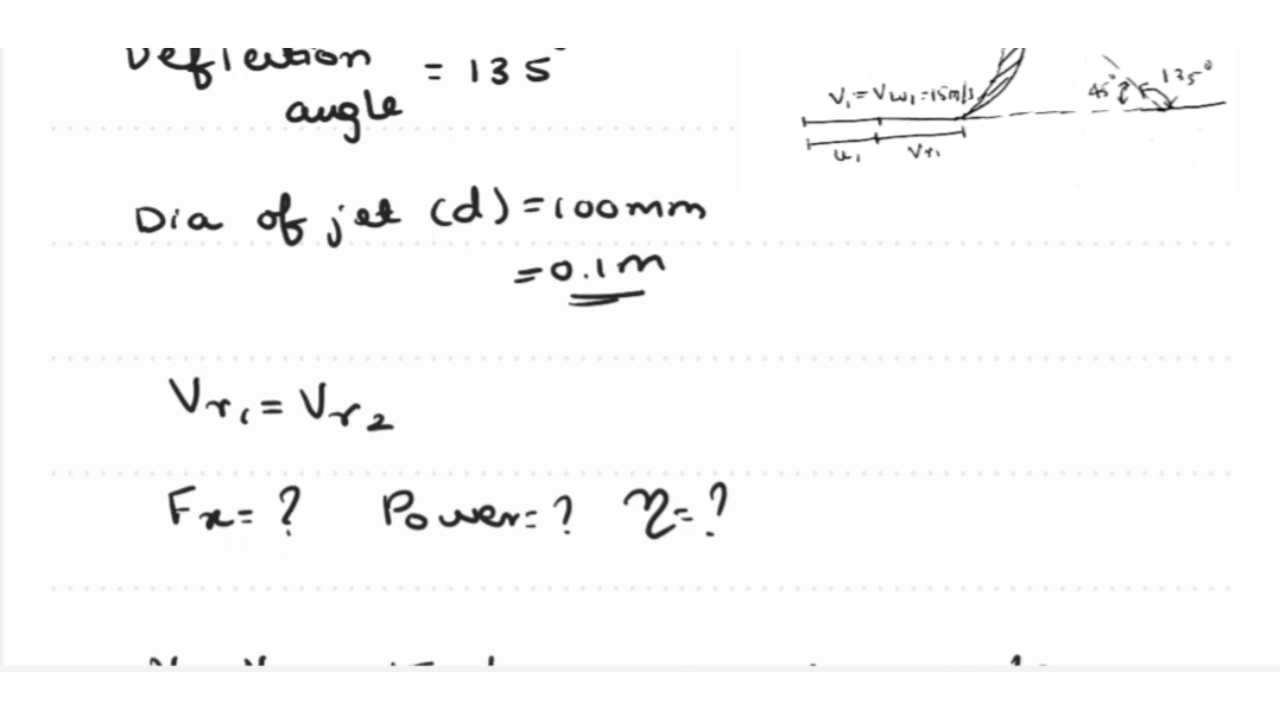 Deflection = 135°
angle
Dia of jet (d) = 100mm
= 0.1m
Vr1 = Vr2
Fx = ? Power = ? η = ?
V1 = Vw1 = 15m/s
u1 Vr1
45° 135°